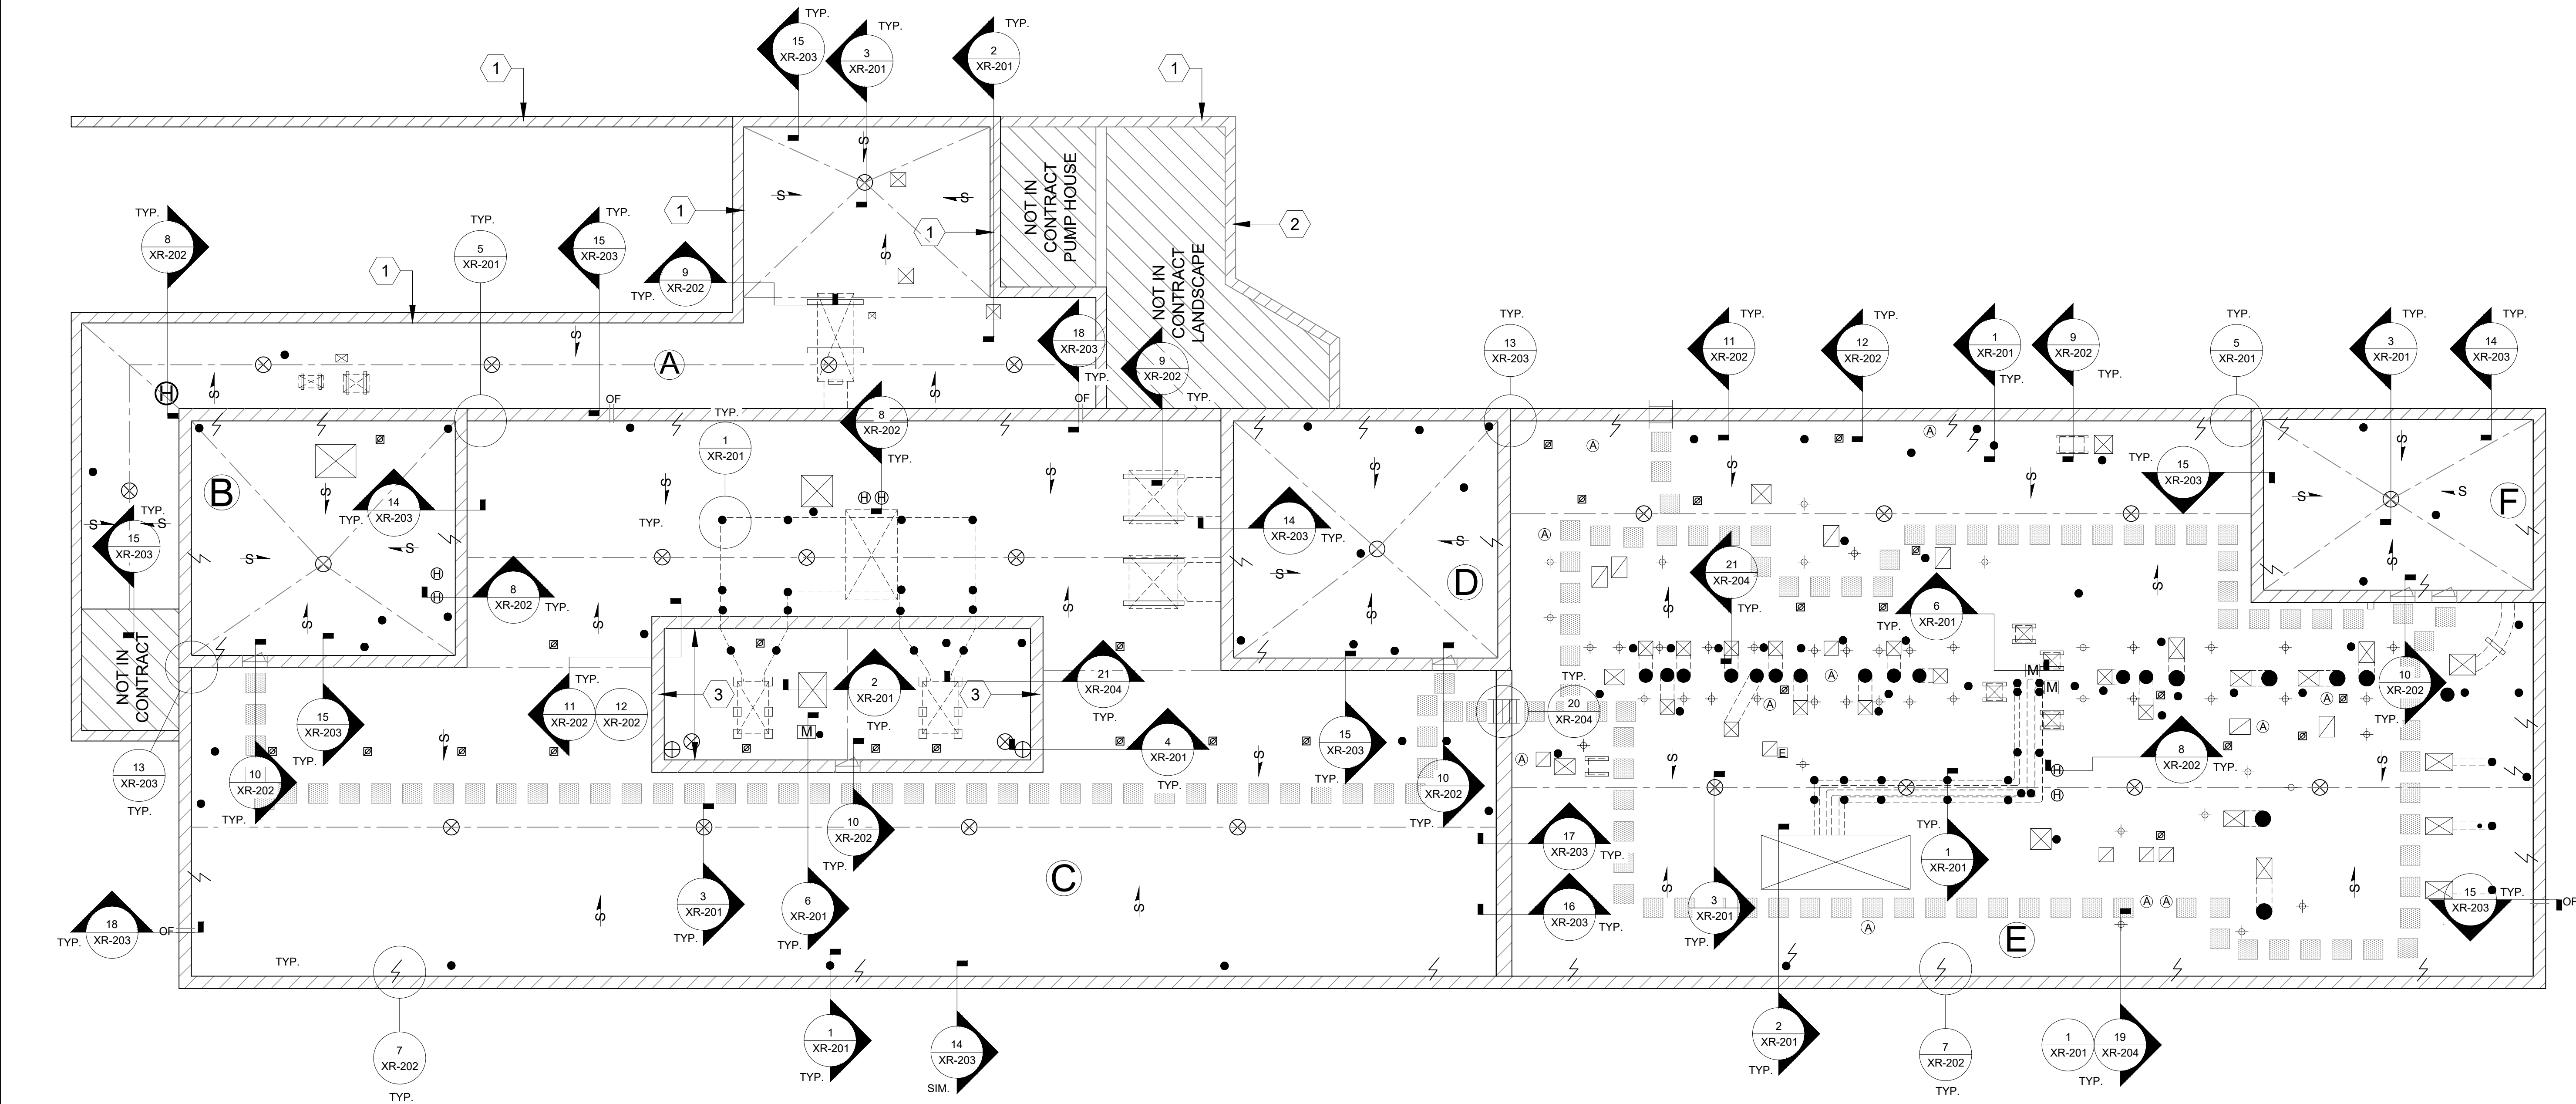 TYP.
15
XR-203
TYP.
3
XR-201
TYP.
2
XR-201
1
1
TYP.
8
XR-202
TYP.
5
XR-201
TYP.
15
XR-203
1
1
1
9
XR-202
TYP.
S
S
S
S
NOT IN
CONTRACT
PUMP HOUSE
NOT IN
CONTRACT
LANDSCAPE
2
S
A
18
XR-203
TYP.
9
XR-202
TYP.
H
S
S
OF
OF
TYP.
1
XR-201
TYP.
8
XR-202
TYP.
TYP.
13
XR-203
TYP.
11
XR-202
TYP.
12
XR-202
1
XR-201
TYP.
TYP.
9
XR-202
TYP.
TYP.
5
XR-201
TYP.
3
XR-201
TYP.
14
XR-203
TYP.
B
S
14
XR-203
TYP.
S
S
H
H
S
14
XR-203
TYP.
S
A
A
S
S
15
XR-203
TYP.
S
S
S
F
TYP.
15
XR-203
S
S
S
S
S
H
H
8
XR-202
TYP.
S
S
S
S
S
D
A
A
21
XR-204
TYP.
S
6
XR-201
TYP.
S
S
NOT IN
CONTRACT
3
2
XR-201
3
21
XR-204
TYP.
TYP.
20
XR-204
A
A
M
M
A
A
10
XR-202
TYP.
15
XR-203
TYP.
S
11
XR-202
12
XR-202
TYP.
M
4
XR-201
TYP.
S
15
XR-203
TYP.
A
S
E
H
H
8
XR-202
TYP.
S
13
XR-203
TYP.
10
XR-202
TYP.
10
XR-202
TYP.
10
XR-202
TYP.
17
XR-203
TYP.
TYP.
1
XR-201
C
S
S
18
XR-203
TYP.
OF
3
XR-201
TYP.
6
XR-201
TYP.
16
XR-203
TYP.
S
3
XR-201
TYP.
A
A
A
E
S
15
XR-203
TYP.
OF
TYP.
7
XR-202
TYP.
1
XR-201
TYP.
14
XR-203
SIM.
2
XR-201
TYP.
7
XR-202
TYP.
1
XR-201
19
XR-204
TYP.